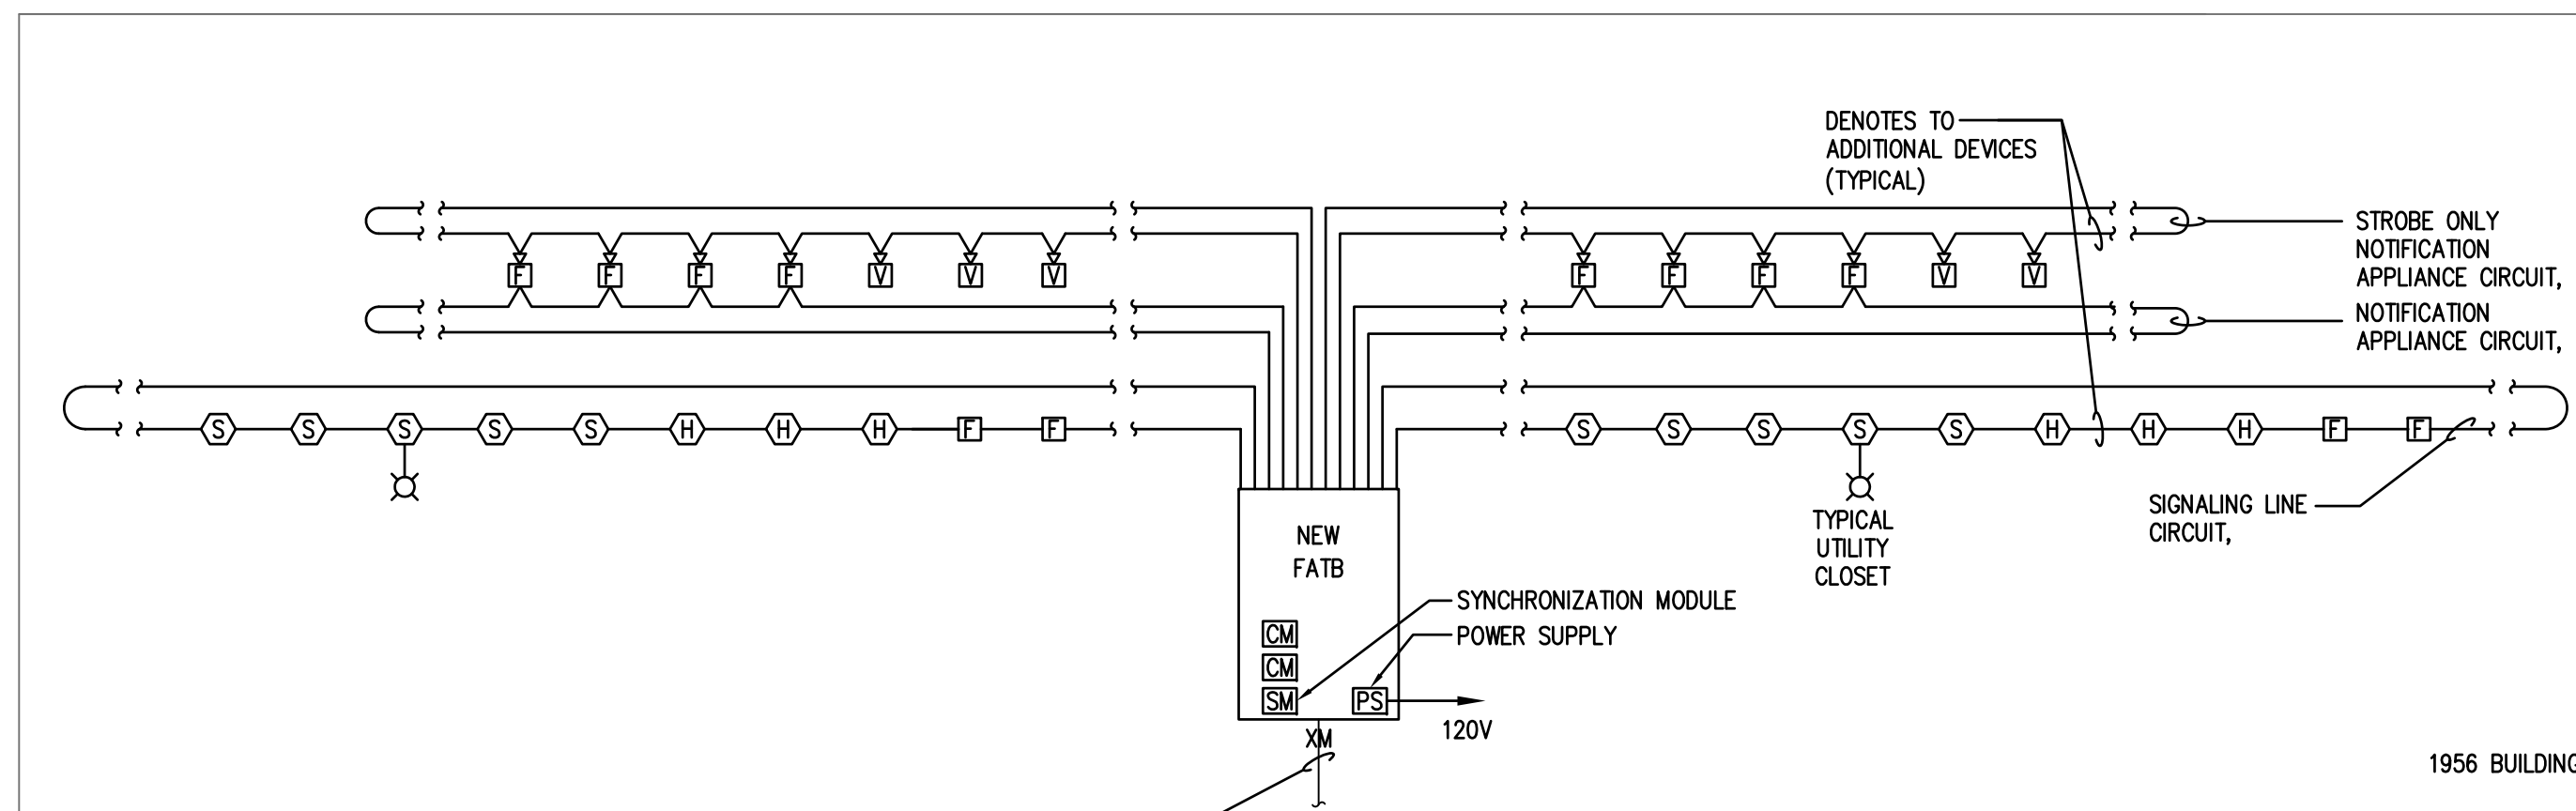 DENOTES TO
ADDITIONAL DEVICES
(TYPICAL)
STROBE ONLY
NOTIFICATION
APPLIANCE CIRCUIT,
F F F F V V V
F F F F V V
NOTIFICATION
APPLIANCE CIRCUIT,
S S S S S H H H F F
S S S S S H H H F F
SIGNALING LINE
CIRCUIT,
TYPICAL
UTILITY
CLOSET
NEW
FATB
SYNCHRONIZATION MODULE
POWER SUPPLY
CM
CM
SM
PS
120V
XM
1956 BUILDING